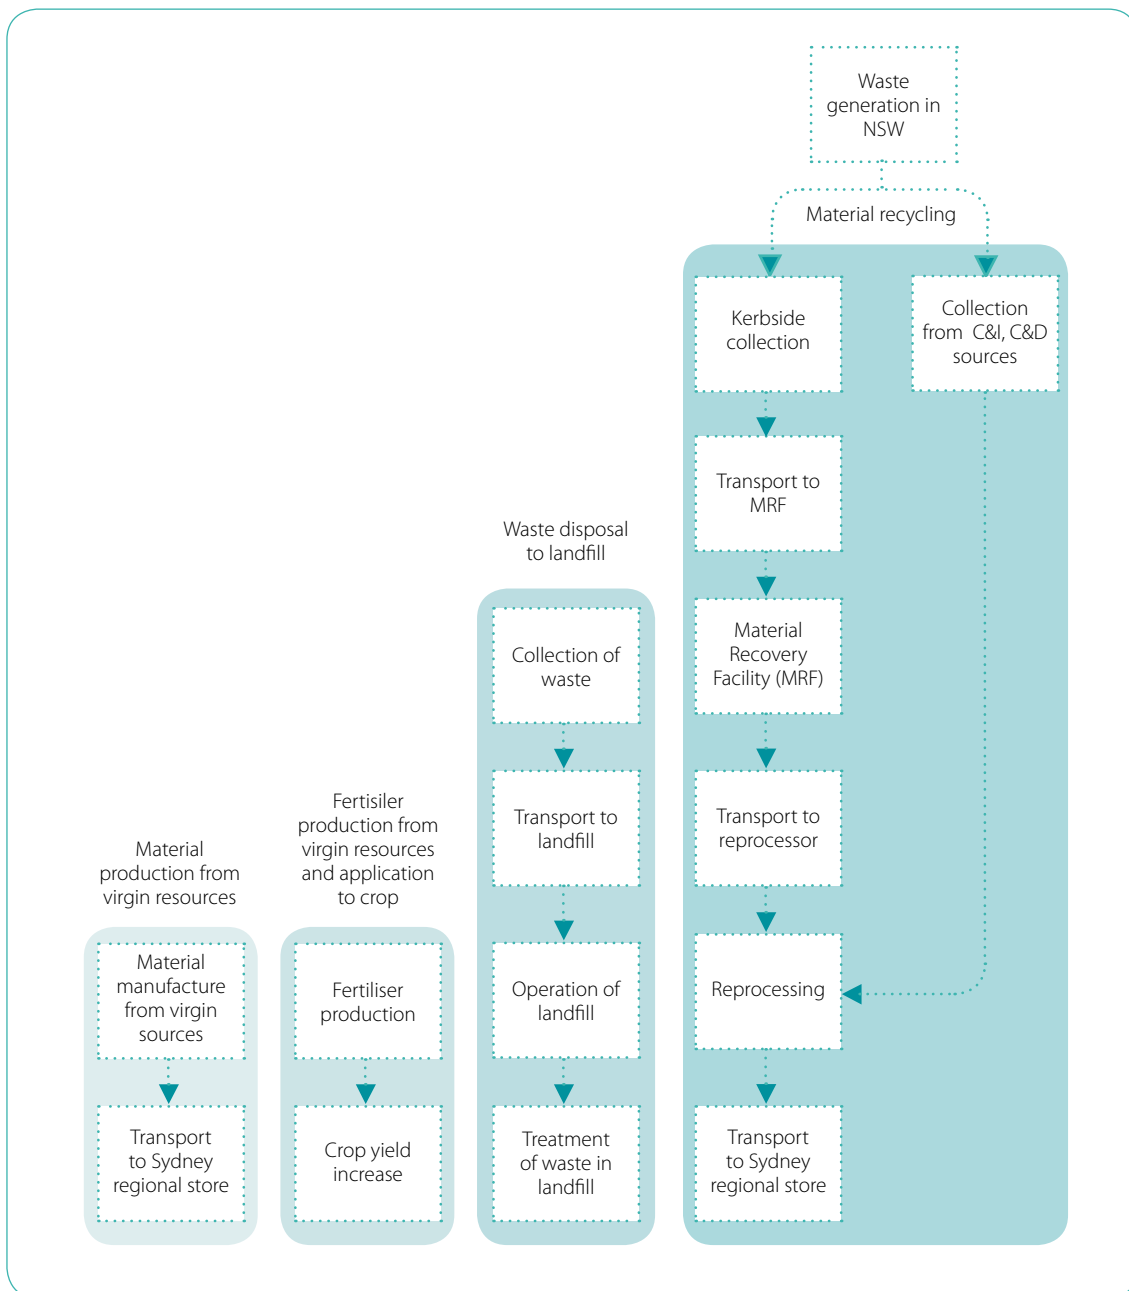 Waste
generation in
NSW
Material recycling
Kerbside
collection
Collection
from C&I, C&D
sources
Transport to
MRF
Material
Recovery
Facility (MRF)
Transport to
reprocessor
Reprocessing
Transport
to Sydney
regional store
Waste disposal
to landfill
Collection of
waste
Transport to
landfill
Operation of
landfill
Treatment
of waste in
landfill
Fertisiler
production from
virgin resources
and application
to crop
Fertiliser
production
Crop yield
increase
Material
production from
virgin resources
Material
manufacture
from virgin
sources
Transport
to Sydney
regional store